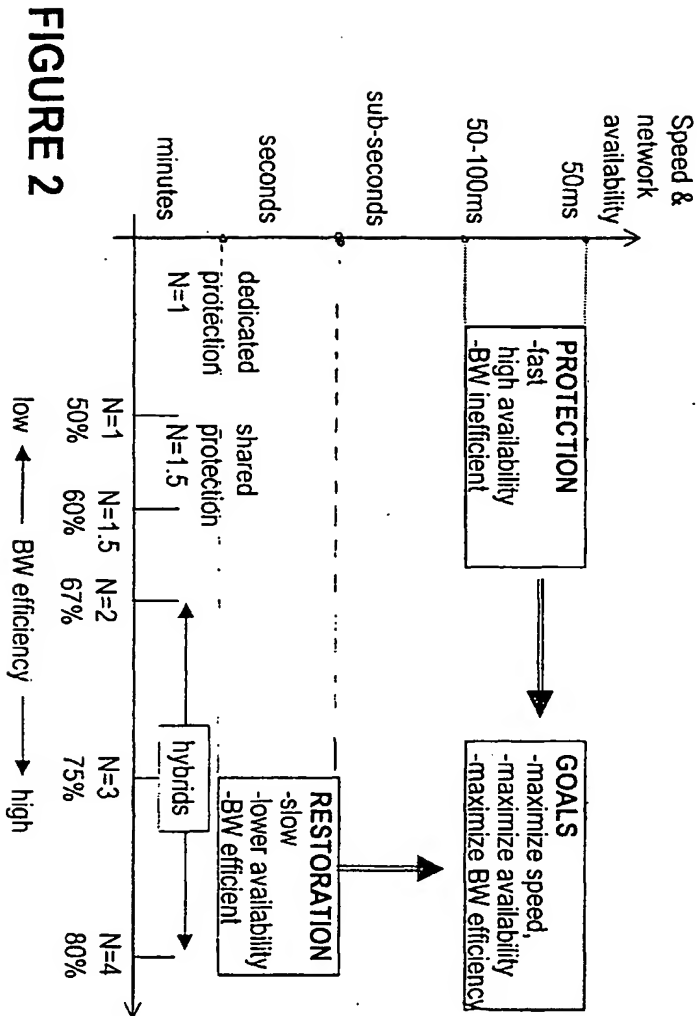 Speed &
network
availability
50ms
50-100ms
sub-seconds
seconds
minutes
PROTECTION
-fast
high availability
-BW inefficient
GOALS
-maximize speed,
-maximize availability
-maximize BW efficiency
RESTORATION
-slow
-lower availability
-BW efficient
dedicated
protection
N=1
shared
protection
N=1.5
hybrids
N=1
50%
N=1.5
60%
N=2
67%
N=3
75%
N=4
80%
low
BW efficiency
high
FIGURE 2